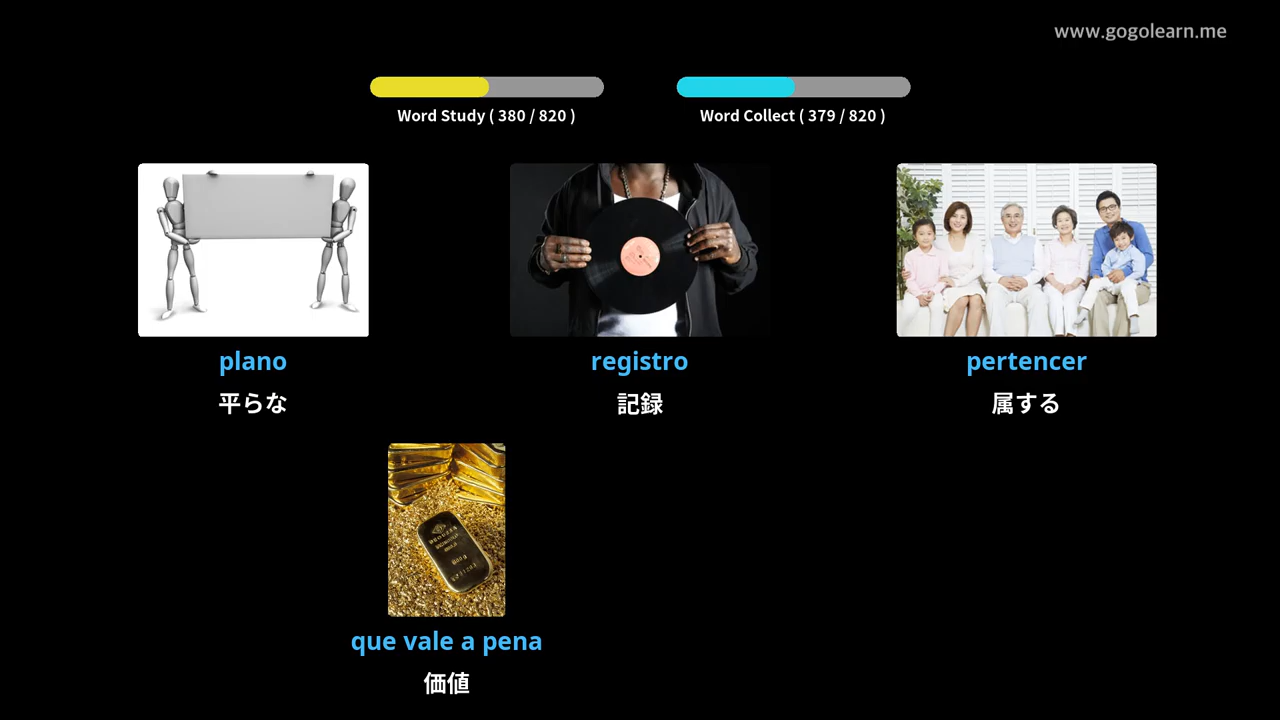 www.gogolearn.me
Word Study ( 380 / 820 )
Word Collect ( 379 / 820 )
plano
registro
pertencer
平らな
記録
属する
que vale a pena
価値